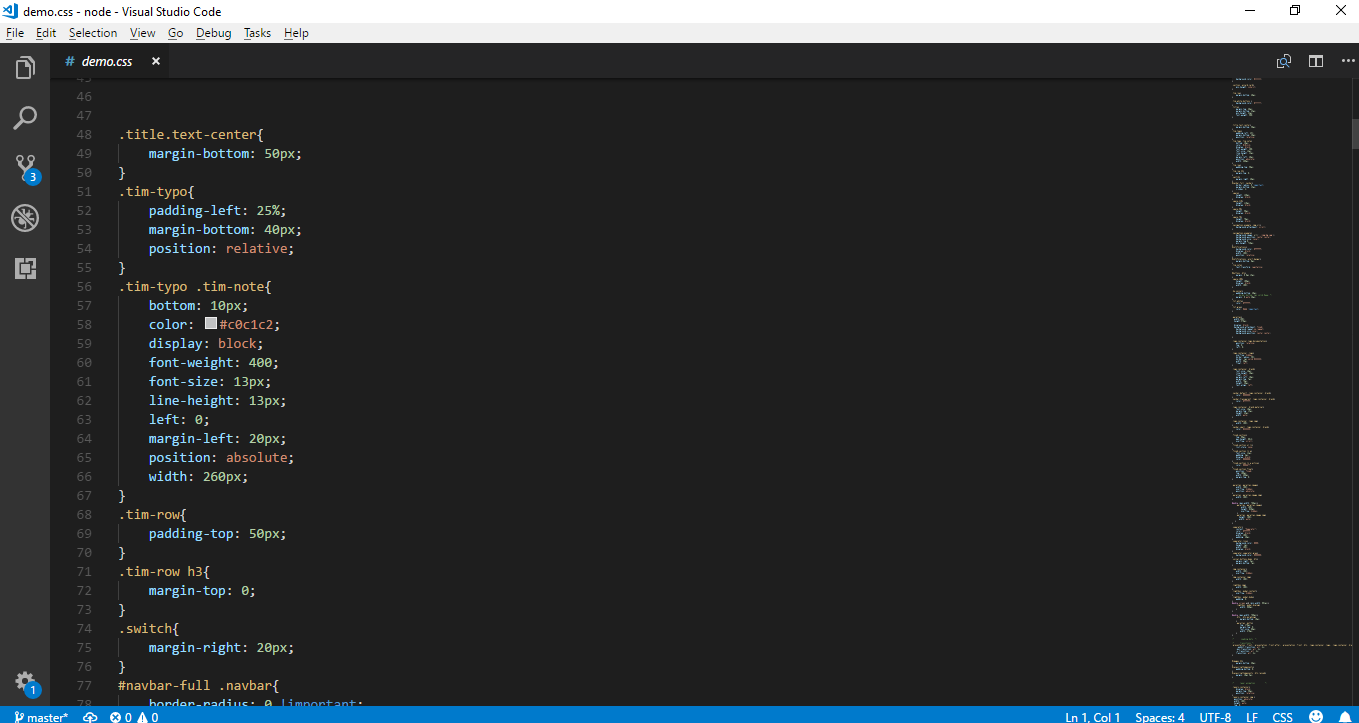 demo.css - node - Visual Studio Code
File Edit Selection View Go Debug Tasks Help
# demo.css ×
45
46
47
48 .title.text-center{
49 margin-bottom: 50px;
50 }
51 .tim-typo{
52 padding-left: 25%;
53 margin-bottom: 40px;
54 position: relative;
55 }
56 .tim-typo .tim-note{
57 bottom: 10px;
58 color: #c0c1c2;
59 display: block;
60 font-weight: 400;
61 font-size: 13px;
62 line-height: 13px;
63 left: 0;
64 margin-left: 20px;
65 position: absolute;
66 width: 260px;
67 }
68 .tim-row{
69 padding-top: 50px;
70 }
71 .tim-row h3{
72 margin-top: 0;
73 }
74 .switch{
75 margin-right: 20px;
76 }
77 #navbar-full .navbar{
78 border-radius: 0 !important;
3
1
master* 0 0 Ln 1, Col 1 Spaces: 4 UTF-8 LF CSS